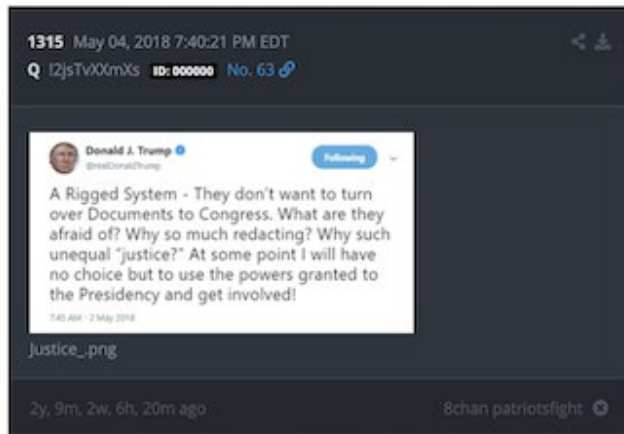 1315 May 04, 2018 7:40:21 PM EDT
Q !2jsTvXXmXs ID: 000000 No. 63
Donald J. Trump
@realDonaldTrump
Following
A Rigged System - They don't want to turn
over Documents to Congress. What are they
afraid of? Why so much redacting? Why such
unequal "justice?" At some point I will have
no choice but to use the powers granted to
the Presidency and get involved!
7:45 AM - 2 May 2018
Justice_.png
2y, 9m, 2w, 6h, 20m ago
8chan patriotsfight